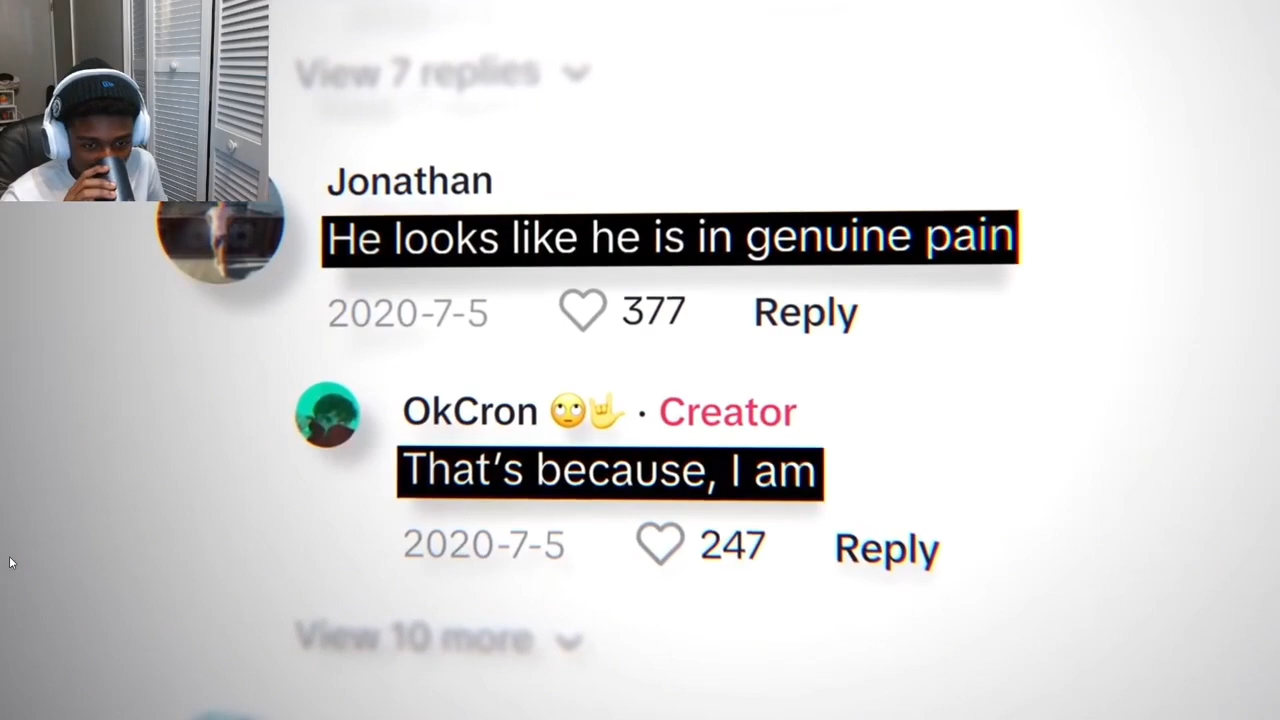 View 7 replies
Jonathan
He looks like he is in genuine pain
2020-7-5 377 Reply
OkCron 🙄🤟 · Creator
That's because, I am
2020-7-5 247 Reply
View 10 more